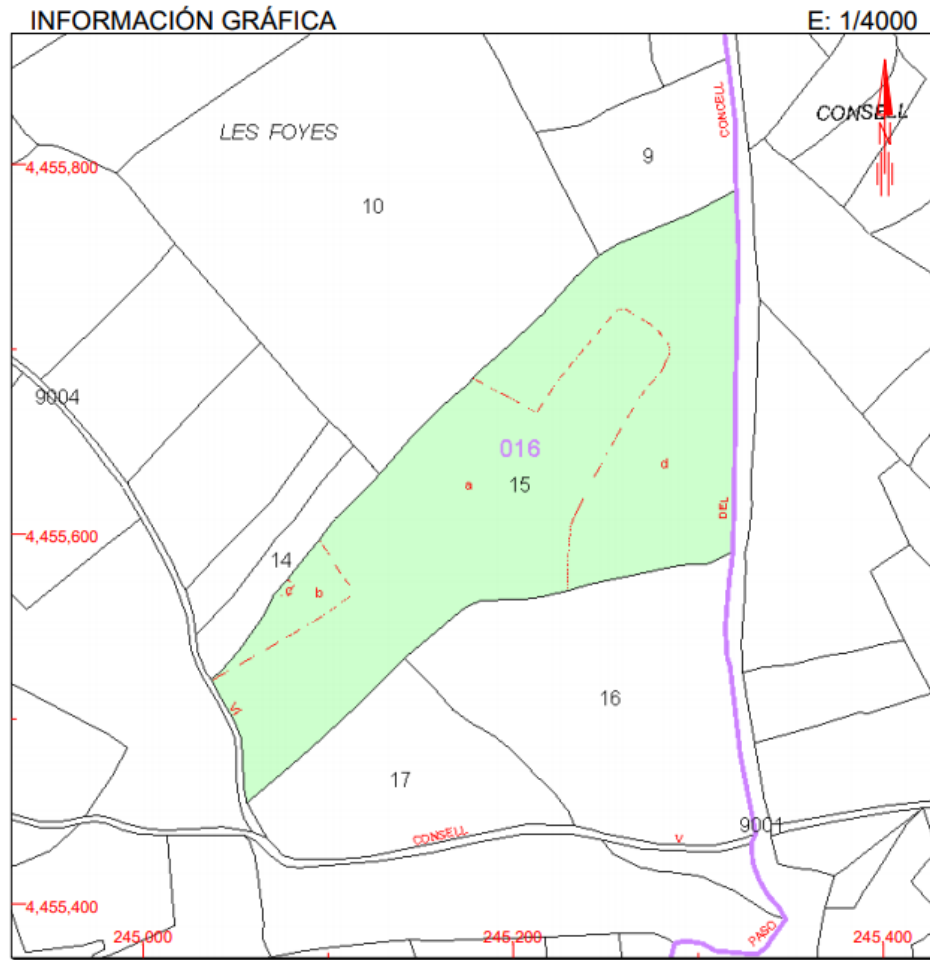 INFORMACIÓN GRÁFICA
E: 1/4000
CONCELL
CONSELL
N
LES FOYES
9
4,455,800
10
9004
016
a
15
d
DEL
4,455,600
14
c
b
16
17
CONSELL
V
9001
4,455,400
245,000
245,200
PASO
245,400